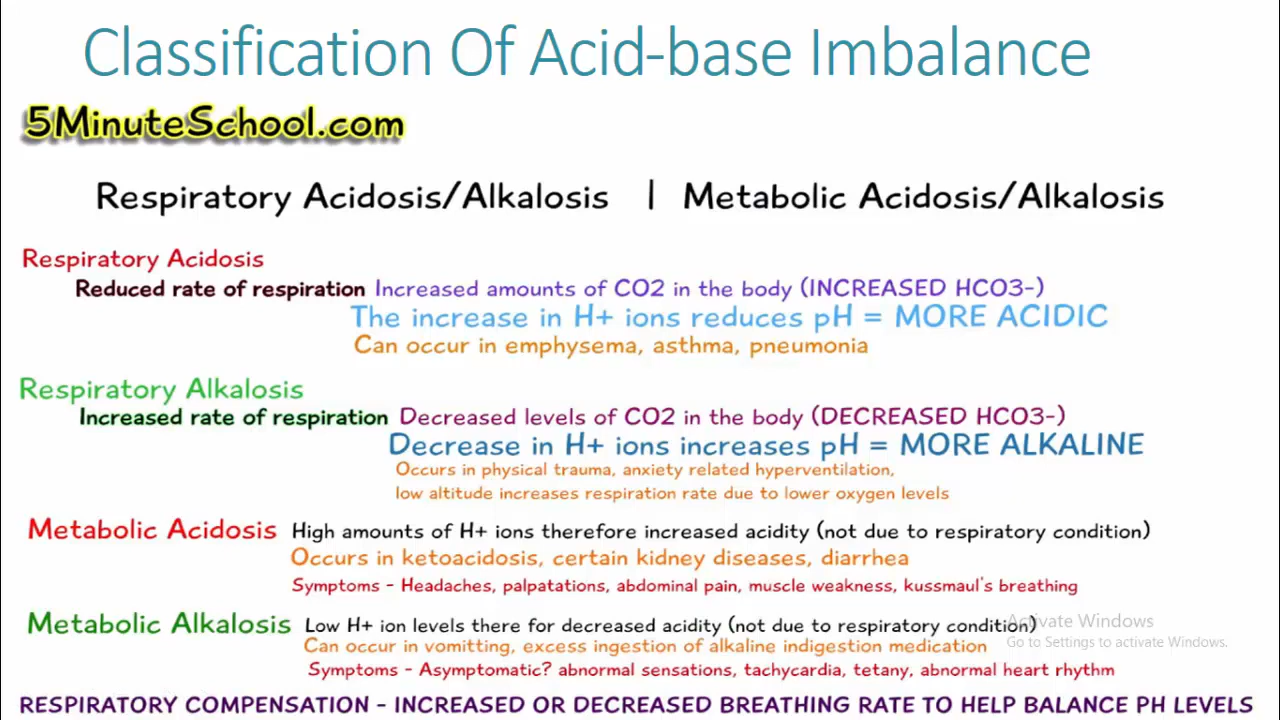 Classification Of Acid-base Imbalance
5MinuteSchool.com
Respiratory Acidosis/Alkalosis | Metabolic Acidosis/Alkalosis
Respiratory Acidosis
Reduced rate of respiration Increased amounts of CO2 in the body (INCREASED HCO3-)
The increase in H+ ions reduces pH = MORE ACIDIC
Can occur in emphysema, asthma, pneumonia
Respiratory Alkalosis
Increased rate of respiration Decreased levels of CO2 in the body (DECREASED HCO3-)
Decrease in H+ ions increases pH = MORE ALKALINE
Occurs in physical trauma, anxiety related hyperventilation,
low altitude increases respiration rate due to lower oxygen levels
Metabolic Acidosis High amounts of H+ ions therefore increased acidity (not due to respiratory condition)
Occurs in ketoacidosis, certain kidney diseases, diarrhea
Symptoms - Headaches, palpatations, abdominal pain, muscle weakness, kussmaul's breathing
Metabolic Alkalosis Low H+ ion levels there for decreased acidity (not due to respiratory condition)
Activate Windows
Go to Settings to activate Windows.
Can occur in vomitting, excess ingestion of alkaline indigestion medication
Symptoms - Asymptomatic? abnormal sensations, tachycardia, tetany, abnormal heart rhythm
RESPIRATORY COMPENSATION - INCREASED OR DECREASED BREATHING RATE TO HELP BALANCE PH LEVELS